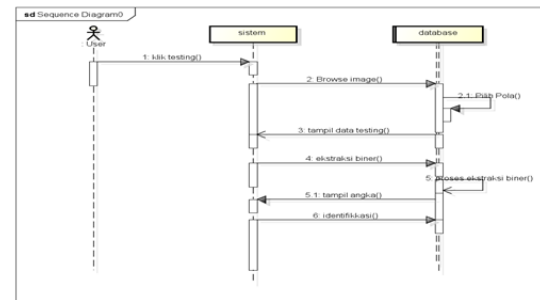 sd Sequence Diagram0
: User
sistem
database
1: klik testing()
2: Browse image()
2.1: Pilih Pola()
3: tampil data testing()
4: ekstraksi biner()
5: proses ekstraksi biner()
5.1: tampil angka()
6: identifikkasi()